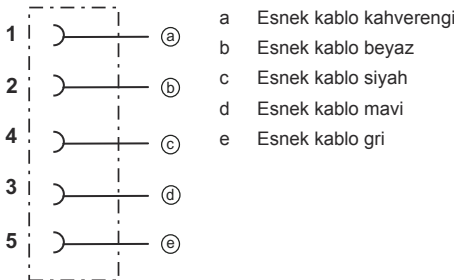 1 a
2 b
4 c
3 d
5 e
a Esnek kablo kahverengi
b Esnek kablo beyaz
c Esnek kablo siyah
d Esnek kablo mavi
e Esnek kablo gri